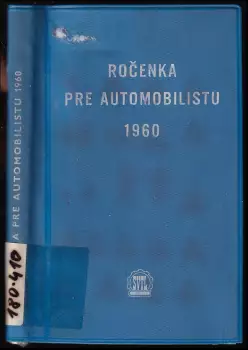 ROČENKA
PRE AUTOMOBILISTU
1960
A PRE AUTOMOBILISTU 1960
180.410